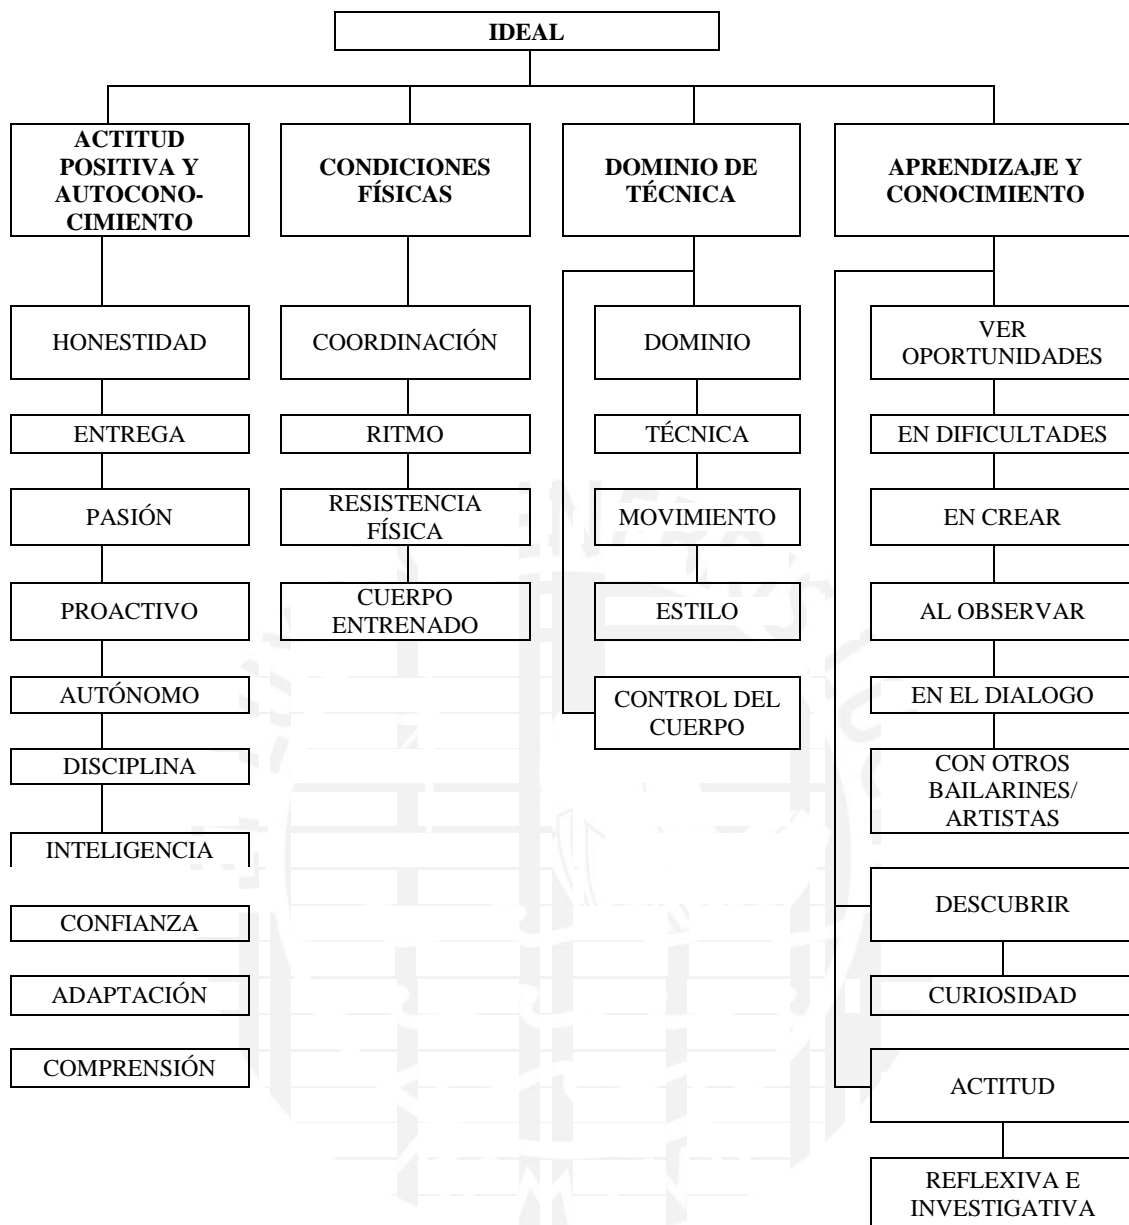 IDEAL
ACTITUD
POSITIVA Y
AUTOCONO-
CIMIENTO
HONESTIDAD
ENTREGA
PASIÓN
PROACTIVO
AUTÓNOMO
DISCIPLINA
INTELIGENCIA
CONFIANZA
ADAPTACIÓN
COMPRENSIÓN
CONDICIONES
FÍSICAS
COORDINACIÓN
RITMO
RESISTENCIA
FÍSICA
CUERPO
ENTRENADO
DOMINIO DE
TÉCNICA
DOMINIO
TÉCNICA
MOVIMIENTO
ESTILO
CONTROL DEL
CUERPO
APRENDIZAJE Y
CONOCIMIENTO
VER
OPORTUNIDADES
EN DIFICULTADES
EN CREAR
AL OBSERVAR
EN EL DIALOGO
CON OTROS
BAILARINES/
ARTISTAS
DESCUBRIR
CURIOSIDAD
ACTITUD
REFLEXIVA E
INVESTIGATIVA